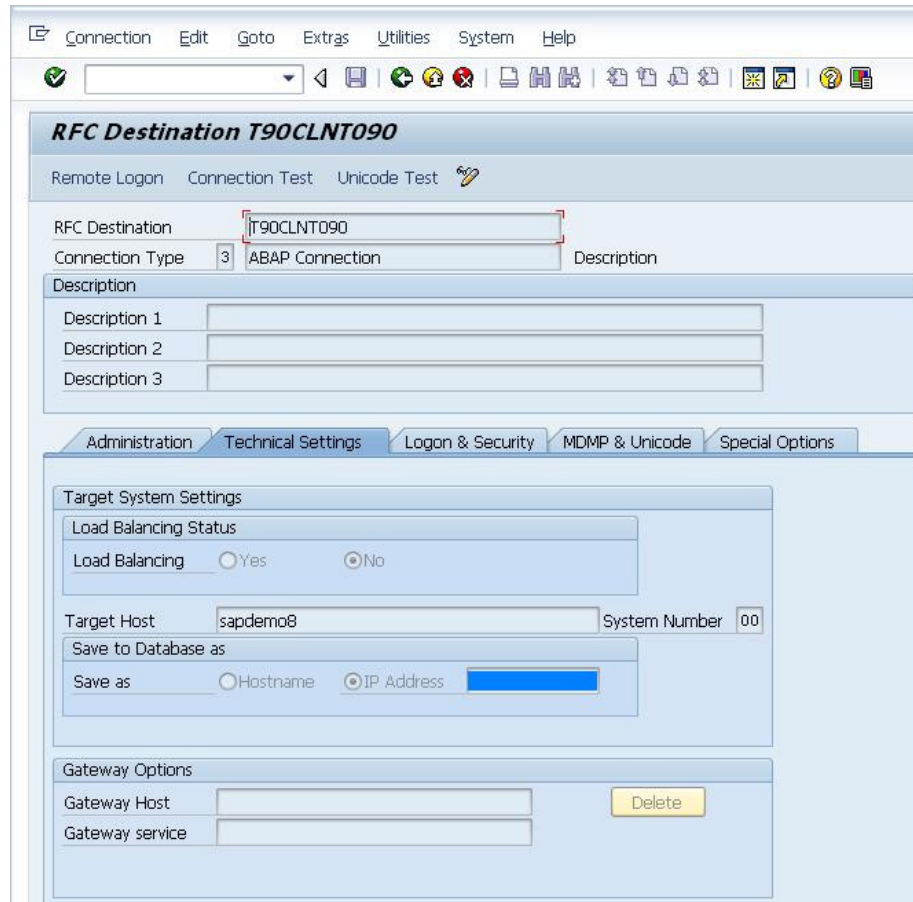 Connection Edit Goto Extras Utilities System Help
RFC Destination T90CLNT090
Remote Logon Connection Test Unicode Test
RFC Destination T90CLNT090
Connection Type 3 ABAP Connection Description
Description
Description 1
Description 2
Description 3
Administration Technical Settings Logon & Security MDMP & Unicode Special Options
Target System Settings
Load Balancing Status
Load Balancing Yes No
Target Host sapdemo8 System Number 00
Save to Database as
Save as Hostname IP Address
Gateway Options
Gateway Host Delete
Gateway service